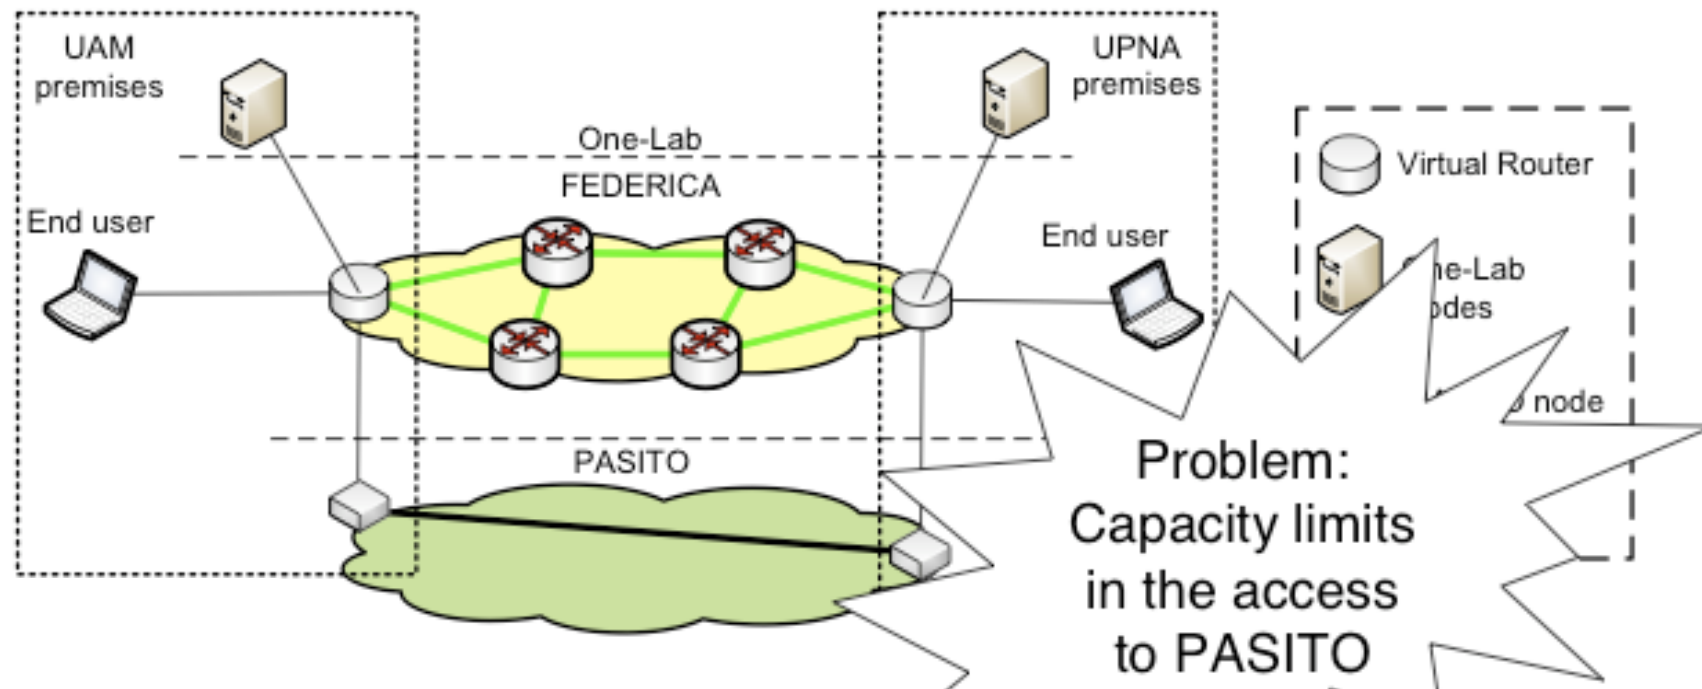 UAM
premises
UPNA
premises
One-Lab
FEDERICA
End user
End user
Virtual Router
node
PASITO
Problem:
Capacity limits
in the access
to PASITO